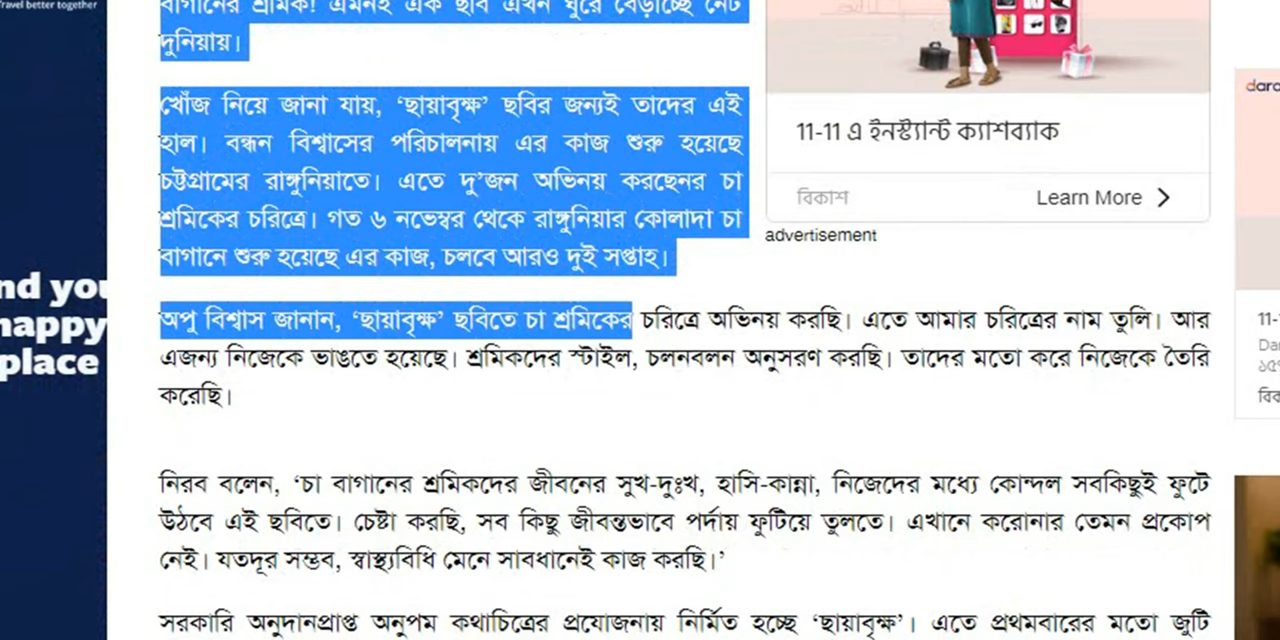 Travel better together
nd you
happy
place
বাগানের শ্রমিক! এমনই এক ছবি এখন ঘুরে বেড়াচ্ছে নেট
দুনিয়ায়।
খোঁজ নিয়ে জানা যায়, ‘ছায়াবৃক্ষ’ ছবির জন্যই তাদের এই
হাল। বন্ধন বিশ্বাসের পরিচালনায় এর কাজ শুরু হয়েছে
চট্টগ্রামের রাঙ্গুনিয়াতে। এতে দু’জন অভিনয় করছেনর চা
শ্রমিকের চরিত্রে। গত ৬ নভেম্বর থেকে রাঙ্গুনিয়ার কোলাদা চা
বাগানে শুরু হয়েছে এর কাজ, চলবে আরও দুই সপ্তাহ।
11-11 এ ইনস্ট্যান্ট ক্যাশব্যাক
বিকাশ
Learn More
advertisement
অপু বিশ্বাস জানান, ‘ছায়াবৃক্ষ’ ছবিতে চা শ্রমিকের চরিত্রে অভিনয় করছি। এতে আমার চরিত্রের নাম তুলি। আর
এজন্য নিজেকে ভাঙতে হয়েছে। শ্রমিকদের স্টাইল, চলনবলন অনুসরণ করছি। তাদের মতো করে নিজেকে তৈরি
করেছি।
নিরব বলেন, ‘চা বাগানের শ্রমিকদের জীবনের সুখ-দুঃখ, হাসি-কান্না, নিজেদের মধ্যে কোন্দল সবকিছুই ফুটে
উঠবে এই ছবিতে। চেষ্টা করছি, সব কিছু জীবন্তভাবে পর্দায় ফুটিয়ে তুলতে। এখানে করোনার তেমন প্রকোপ
নেই। যতদূর সম্ভব, স্বাস্থ্যবিধি মেনে সাবধানেই কাজ করছি।’
সরকারি অনুদানপ্রাপ্ত অনুপম কথাচিত্রের প্রযোজনায় নির্মিত হচ্ছে ‘ছায়াবৃক্ষ’। এতে প্রথমবারের মতো জুটি